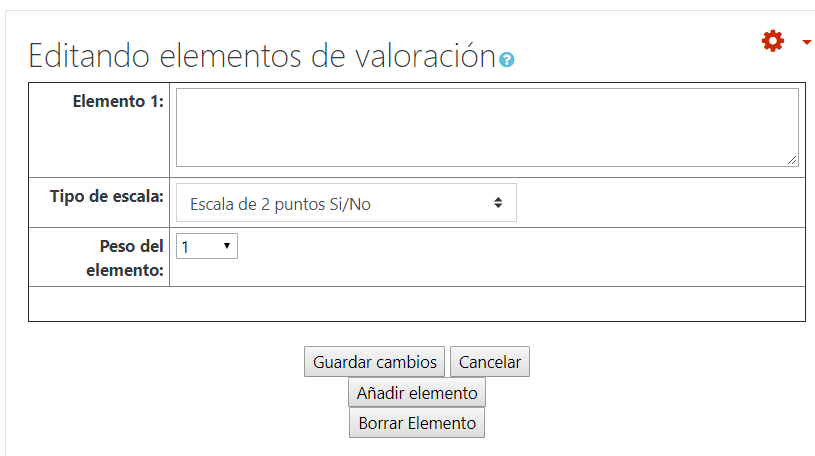 Editando elementos de valoración?
Elemento 1:
Tipo de escala:
Escala de 2 puntos Si/No
Peso del
elemento:
1
Guardar cambios
Cancelar
Añadir elemento
Borrar Elemento